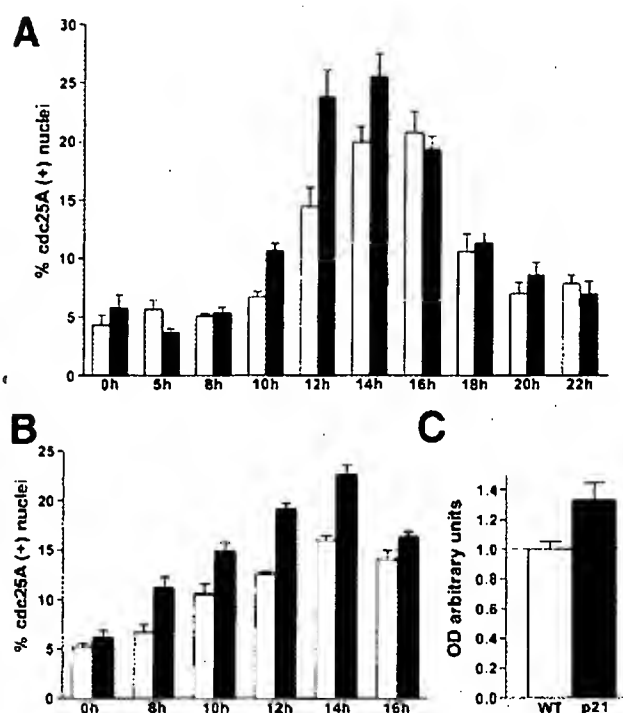 A
% cdc25A (+) nuclei
30
25
20
15
10
5
0
0h 5h 8h 10h 12h 14h 16h 18h 20h 22h
B
% cdc25A (+) nuclei
25
20
15
10
5
0
0h 8h 10h 12h 14h 16h
C
OD arbitrary units
1.4
1.2
1.0
0.8
0.6
0.4
0.2
0.0
WT p21